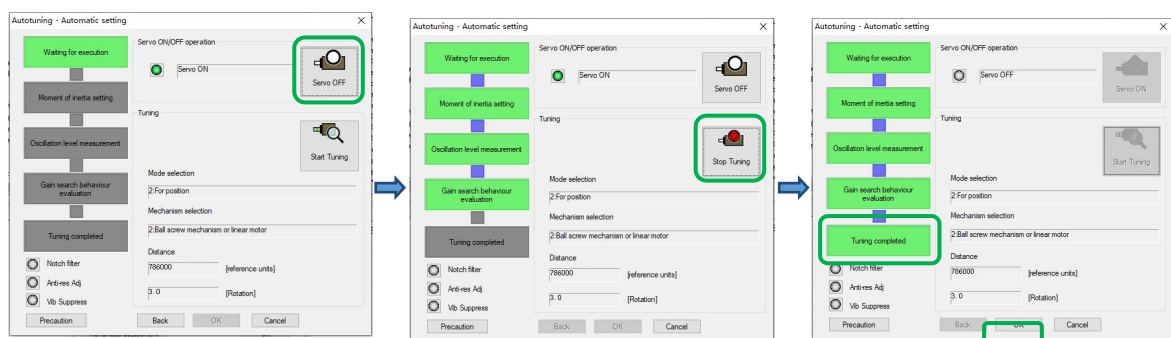 Autotuning - Automatic setting
Waiting for execution
Moment of inertia setting
Oscillation level measurement
Gain search behaviour
evaluation
Tuning completed
Notch filter
Anti-res Adj
Vib Suppress
Precaution
Servo ON/OFF operation
Servo ON
Servo OFF
Tuning
Start Tuning
Mode selection
2:For position
Mechanism selection
2:Ball screw mechanism or linear motor
Distance
786000 [reference units]
3.0 [Rotation]
Back OK Cancel
Autotuning - Automatic setting
Waiting for execution
Moment of inertia setting
Oscillation level measurement
Gain search behaviour
evaluation
Tuning completed
Notch filter
Anti-res Adj
Vib Suppress
Precaution
Servo ON/OFF operation
Servo ON
Servo OFF
Tuning
Stop Tuning
Mode selection
2:For position
Mechanism selection
2:Ball screw mechanism or linear motor
Distance
786000 [reference units]
3.0 [Rotation]
Back OK Cancel
Autotuning - Automatic setting
Waiting for execution
Moment of inertia setting
Oscillation level measurement
Gain search behaviour
evaluation
Tuning completed
Notch filter
Anti-res Adj
Vib Suppress
Precaution
Servo ON/OFF operation
Servo OFF
Servo ON
Tuning
Start Tuning
Mode selection
2:For position
Mechanism selection
2:Ball screw mechanism or linear motor
Distance
786000 [reference units]
3.0 [Rotation]
Back OK Cancel